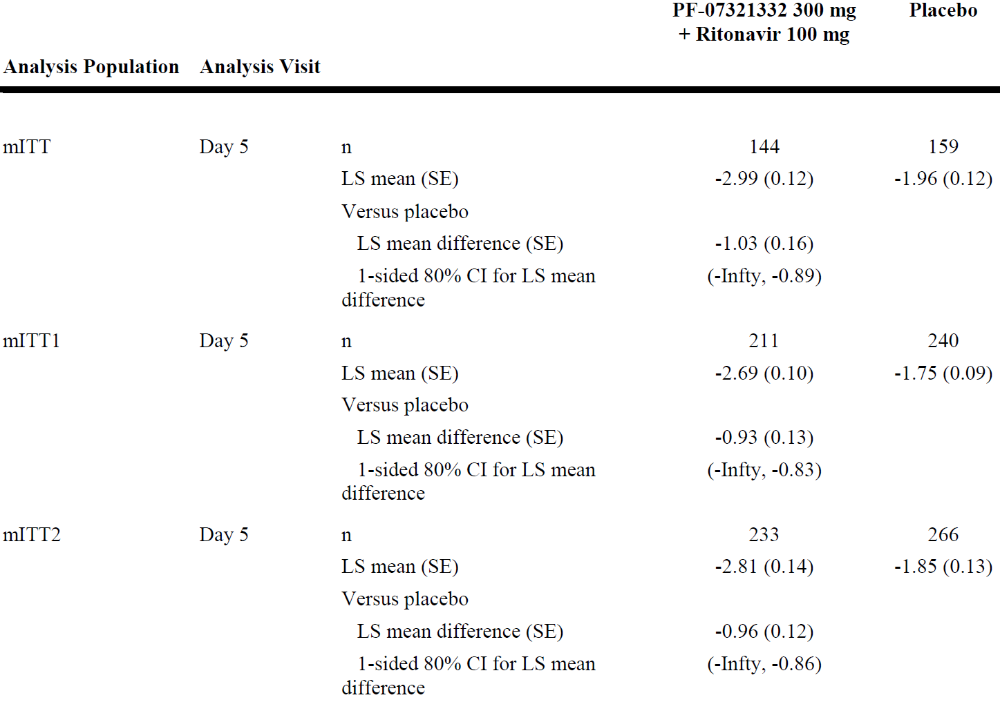 PF-07321332 300 mg Placebo
+ Ritonavir 100 mg
Analysis Population Analysis Visit
mITT Day 5 n 144 159
LS mean (SE) -2.99 (0.12) -1.96 (0.12)
Versus placebo
LS mean difference (SE) -1.03 (0.16)
1-sided 80% CI for LS mean (-Infty, -0.89)
difference
mITT1 Day 5 n 211 240
LS mean (SE) -2.69 (0.10) -1.75 (0.09)
Versus placebo
LS mean difference (SE) -0.93 (0.13)
1-sided 80% CI for LS mean (-Infty, -0.83)
difference
mITT2 Day 5 n 233 266
LS mean (SE) -2.81 (0.14) -1.85 (0.13)
Versus placebo
LS mean difference (SE) -0.96 (0.12)
1-sided 80% CI for LS mean (-Infty, -0.86)
difference